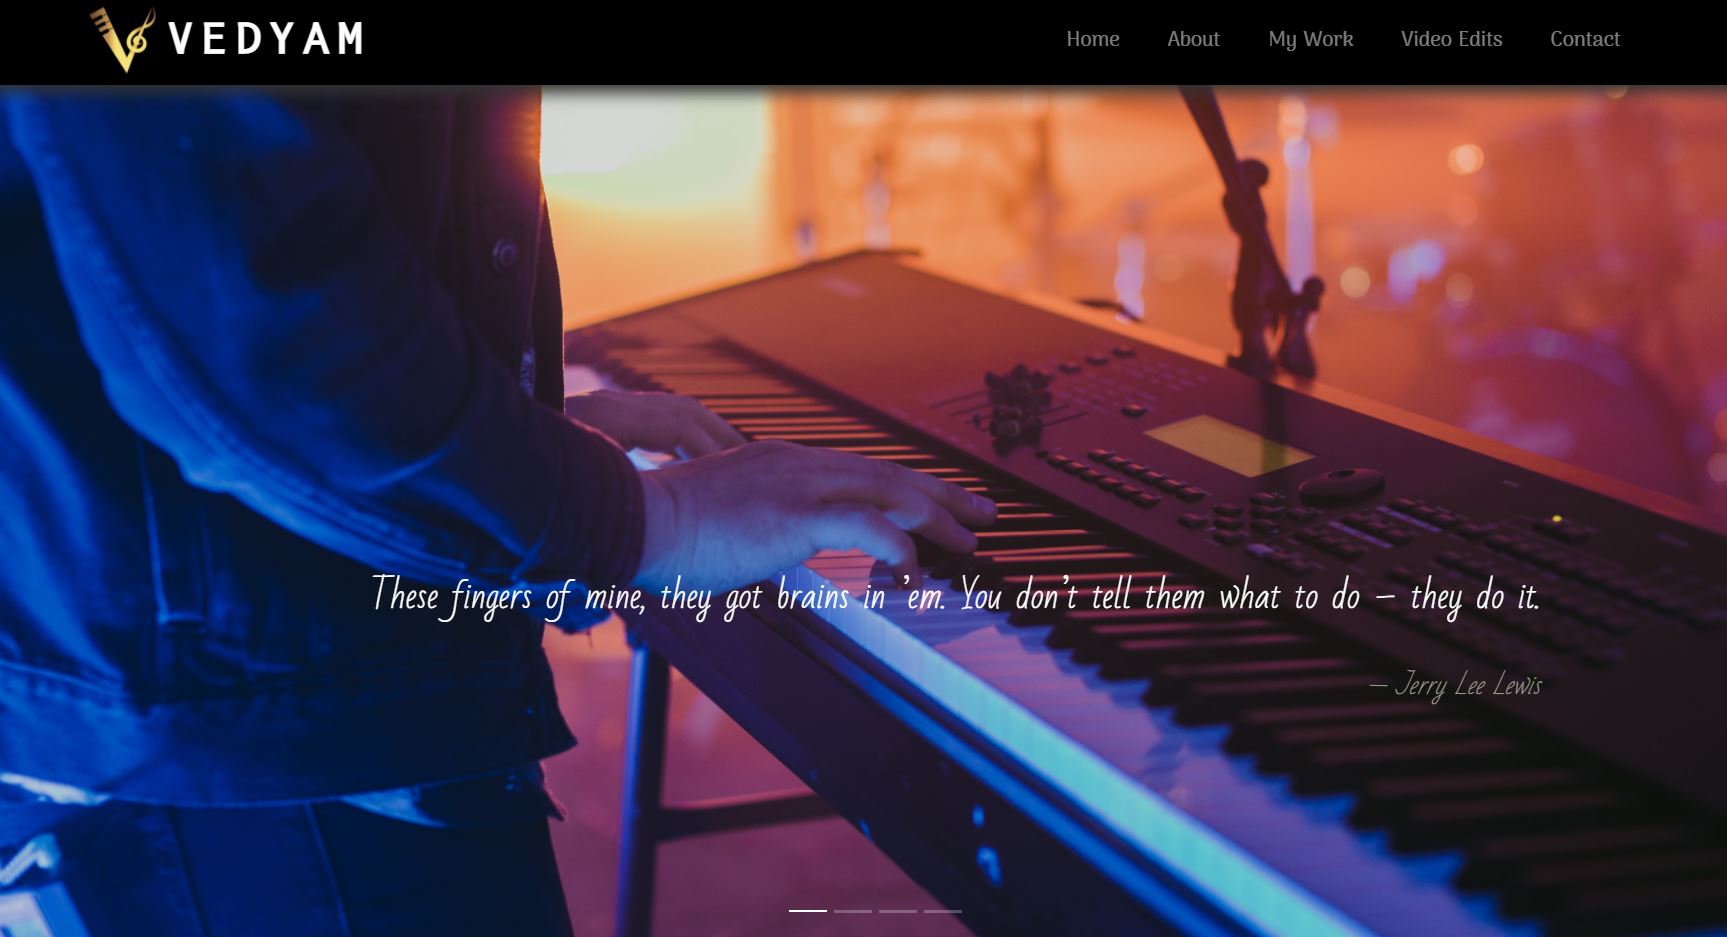 VEDYAM
Home About My Work Video Edits Contact
These fingers of mine, they got brains in ’em. You don’t tell them what to do – they do it.
– Jerry Lee Lewis